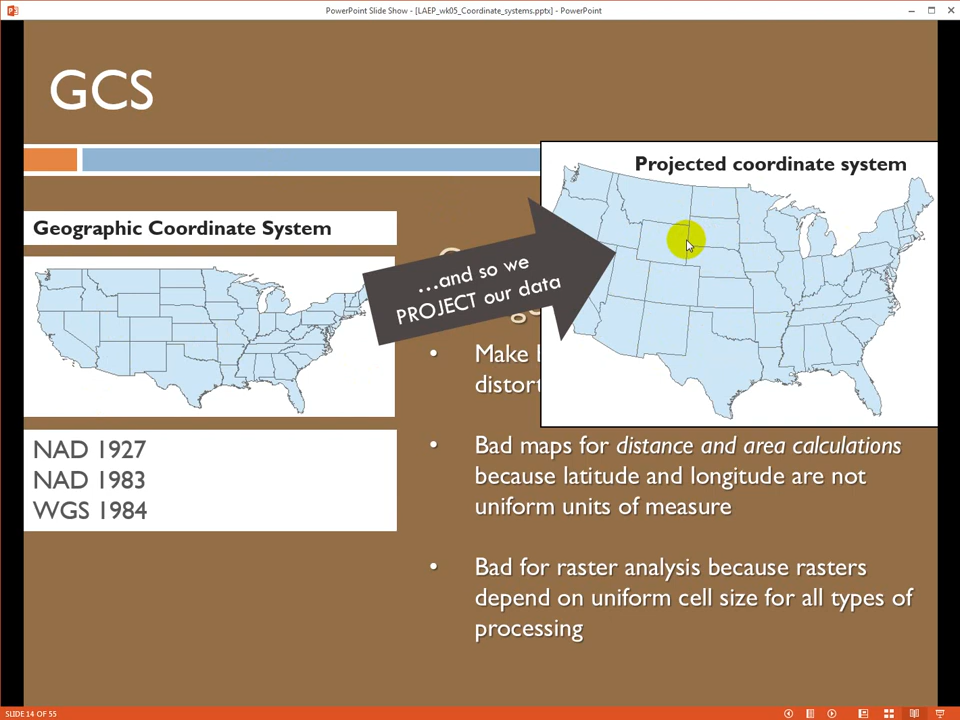 PowerPoint Slide Show - [LAEP_wk05_Coordinate_systems.pptx] - PowerPoint
GCS
Projected coordinate system
Geographic Coordinate System
…and so we
PROJECT our data
Make
distort
NAD 1927
NAD 1983
WGS 1984
• Bad maps for distance and area calculations
because latitude and longitude are not
uniform units of measure
• Bad for raster analysis because rasters
depend on uniform cell size for all types of
processing
SLIDE 14 OF 55